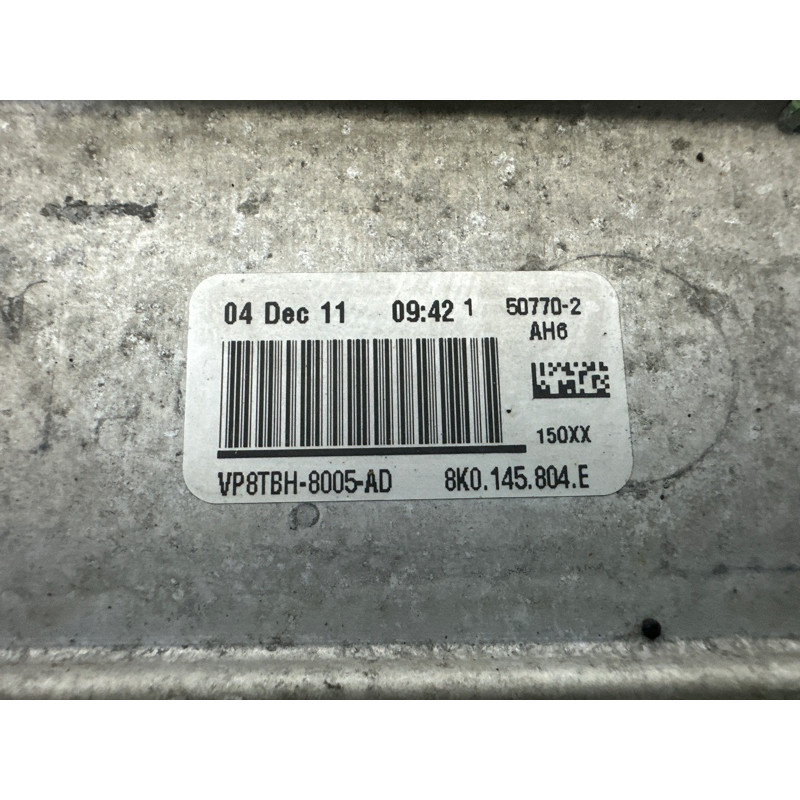 04 Dec 11 09:42 1 50770-2
AH6
150XX
VP8TBH-8005-AD 8K0.145.804.E